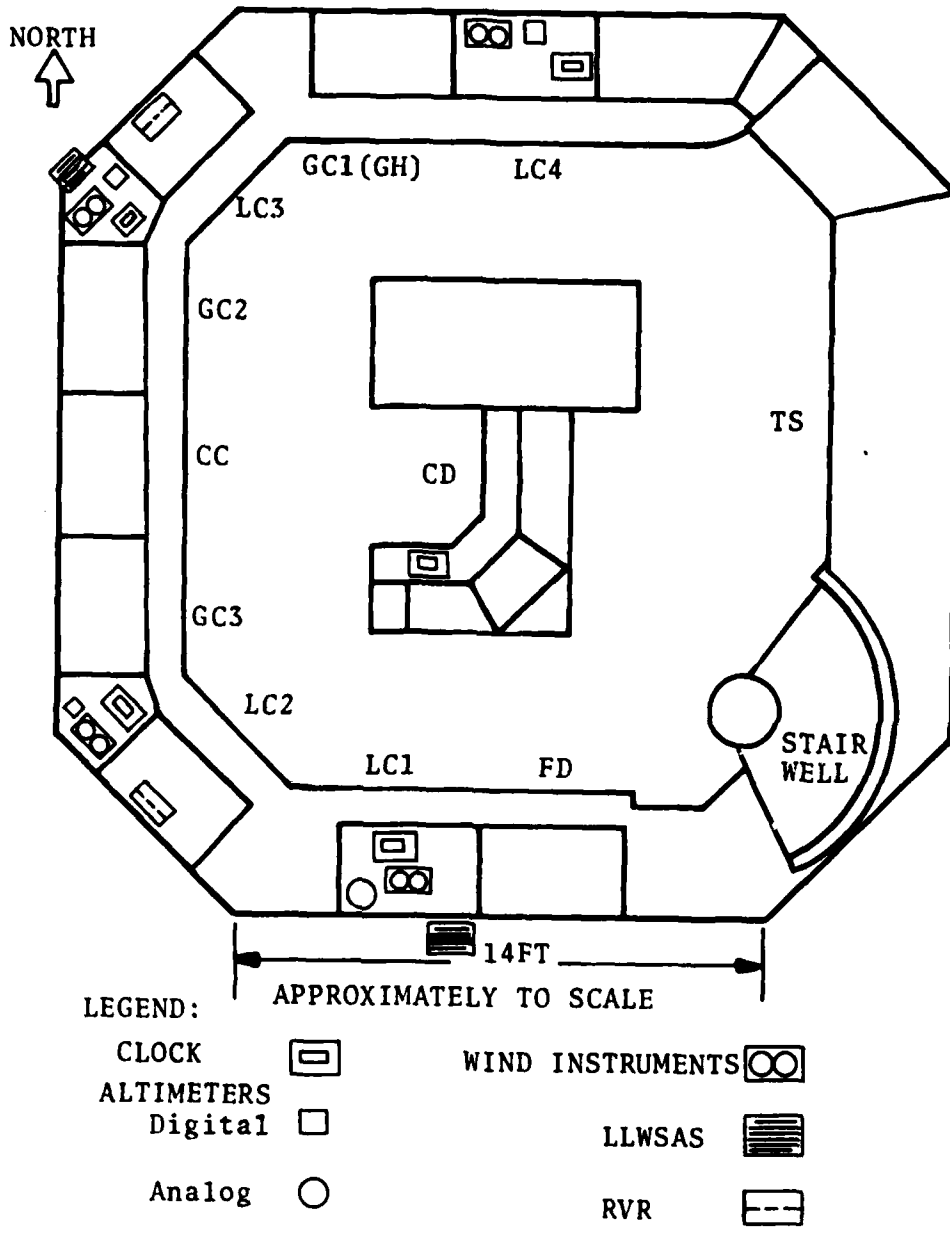 NORTH
GC1(GH)
LC4
LC3
GC2
CC
CD
TS
GC3
LC2
LC1
FD
STAIR
WELL
14FT
APPROXIMATELY TO SCALE
LEGEND:
CLOCK
WIND INSTRUMENTS
ALTIMETERS
Digital
LLWSAS
Analog
RVR